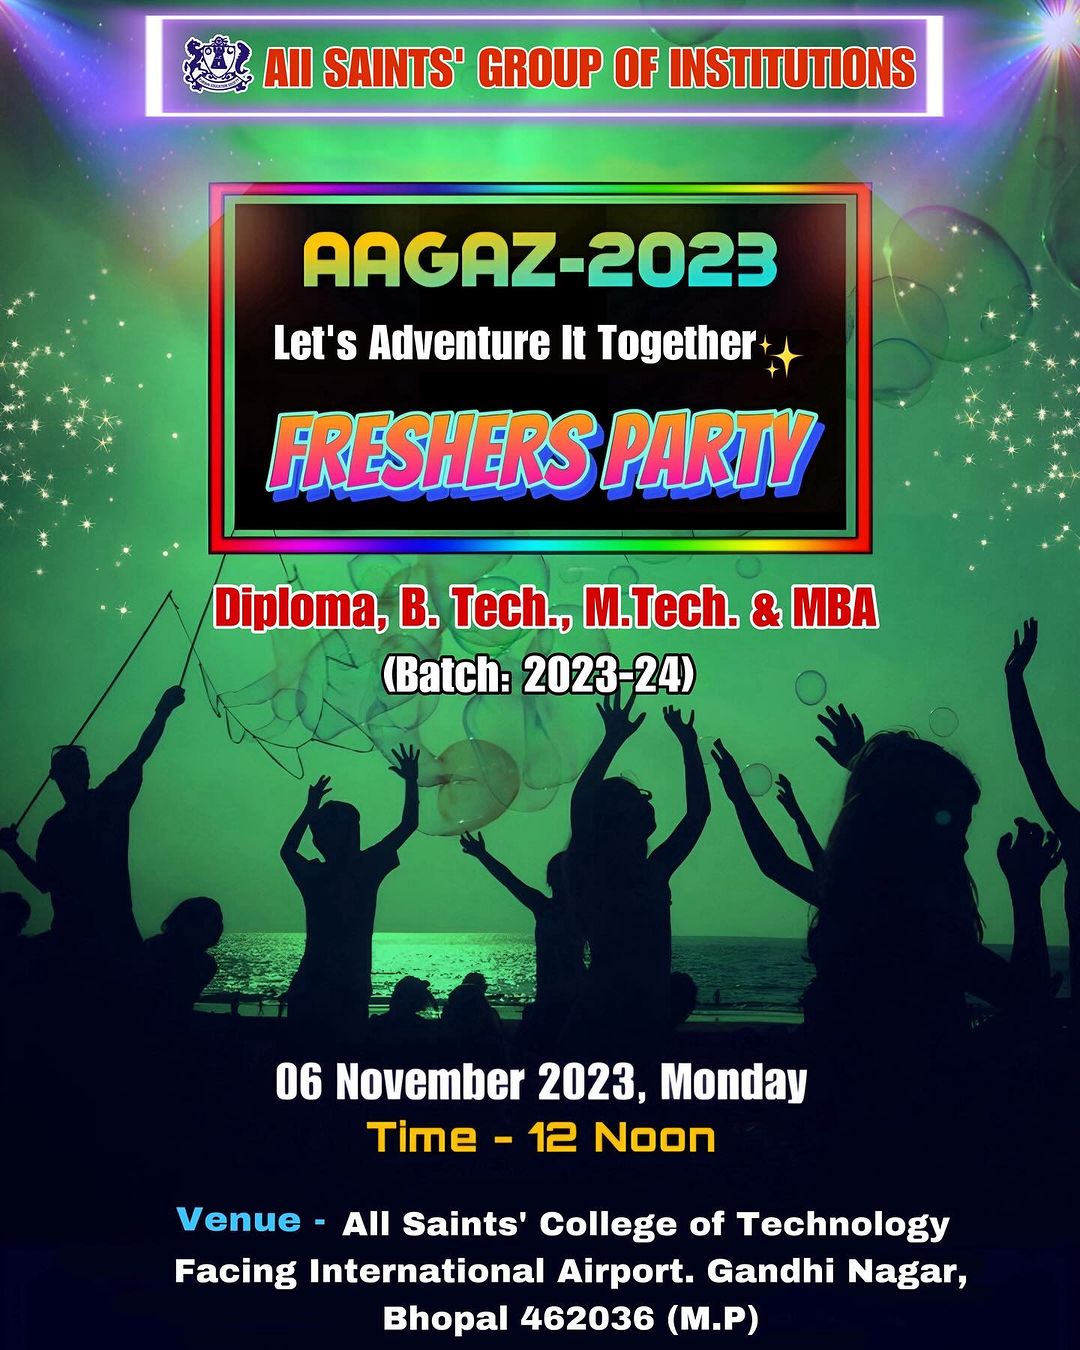 All SAINTS' GROUP OF INSTITUTIONS
AAGAZ-2023
Let's Adventure It Together
FRESHERS PARTY
Diploma, B. Tech., M.Tech. & MBA
(Batch: 2023-24)
06 November 2023, Monday
Time - 12 Noon
Venue - All Saints' College of Technology
Facing International Airport. Gandhi Nagar,
Bhopal 462036 (M.P)